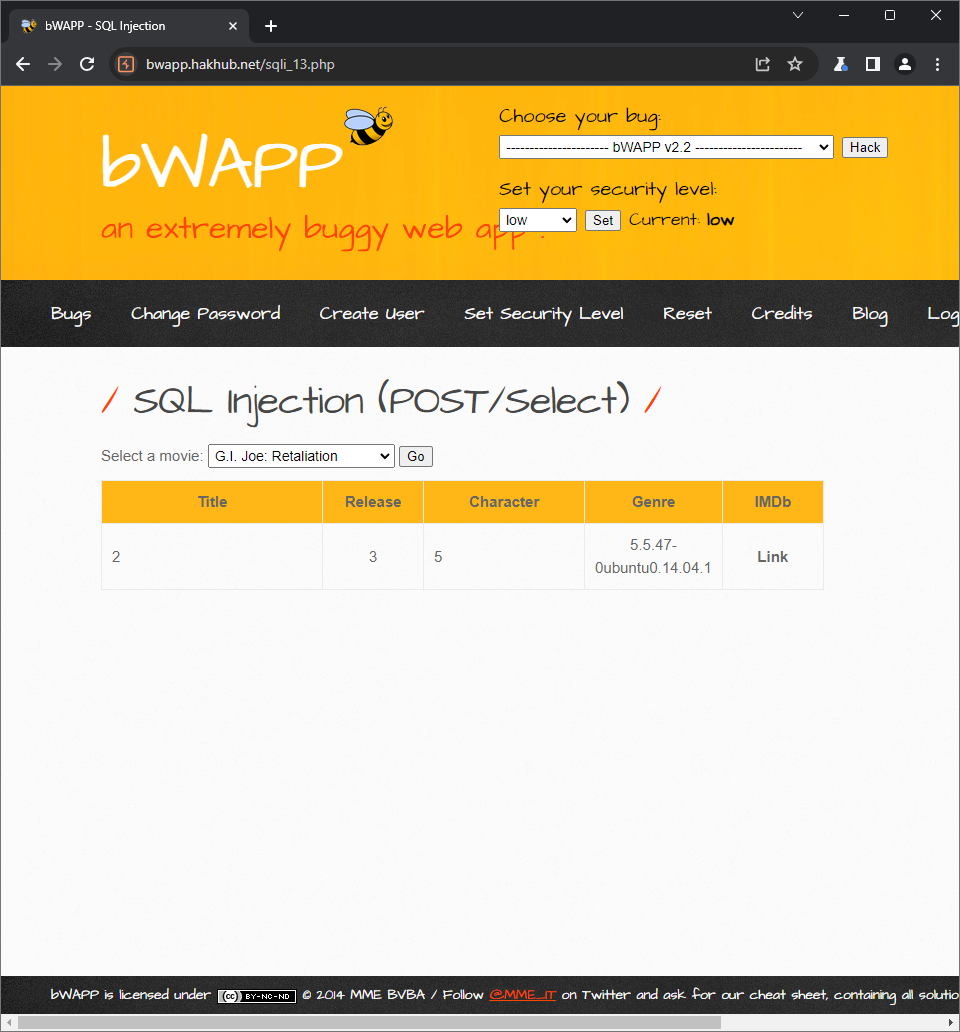 bWAPP - SQL Injection
bwapp.hakhub.net/sqli_13.php
bWAPP
an extremely buggy web app !
Choose your bug:
---------------------- bWAPP v2.2 -----------------------
Hack
Set your security level:
low
Set
Current: low
Bugs
Change Password
Create User
Set Security Level
Reset
Credits
Blog
Log
/ SQL Injection (POST/Select) /
Select a movie: G.I. Joe: Retaliation Go
Title Release Character Genre IMDb
2 3 5 5.5.47-
0ubuntu0.14.04.1 Link
bWAPP is licensed under (cc) BY-NC-ND © 2014 MME BVBA / Follow @MME_IT on Twitter and ask for our cheat sheet, containing all solutio